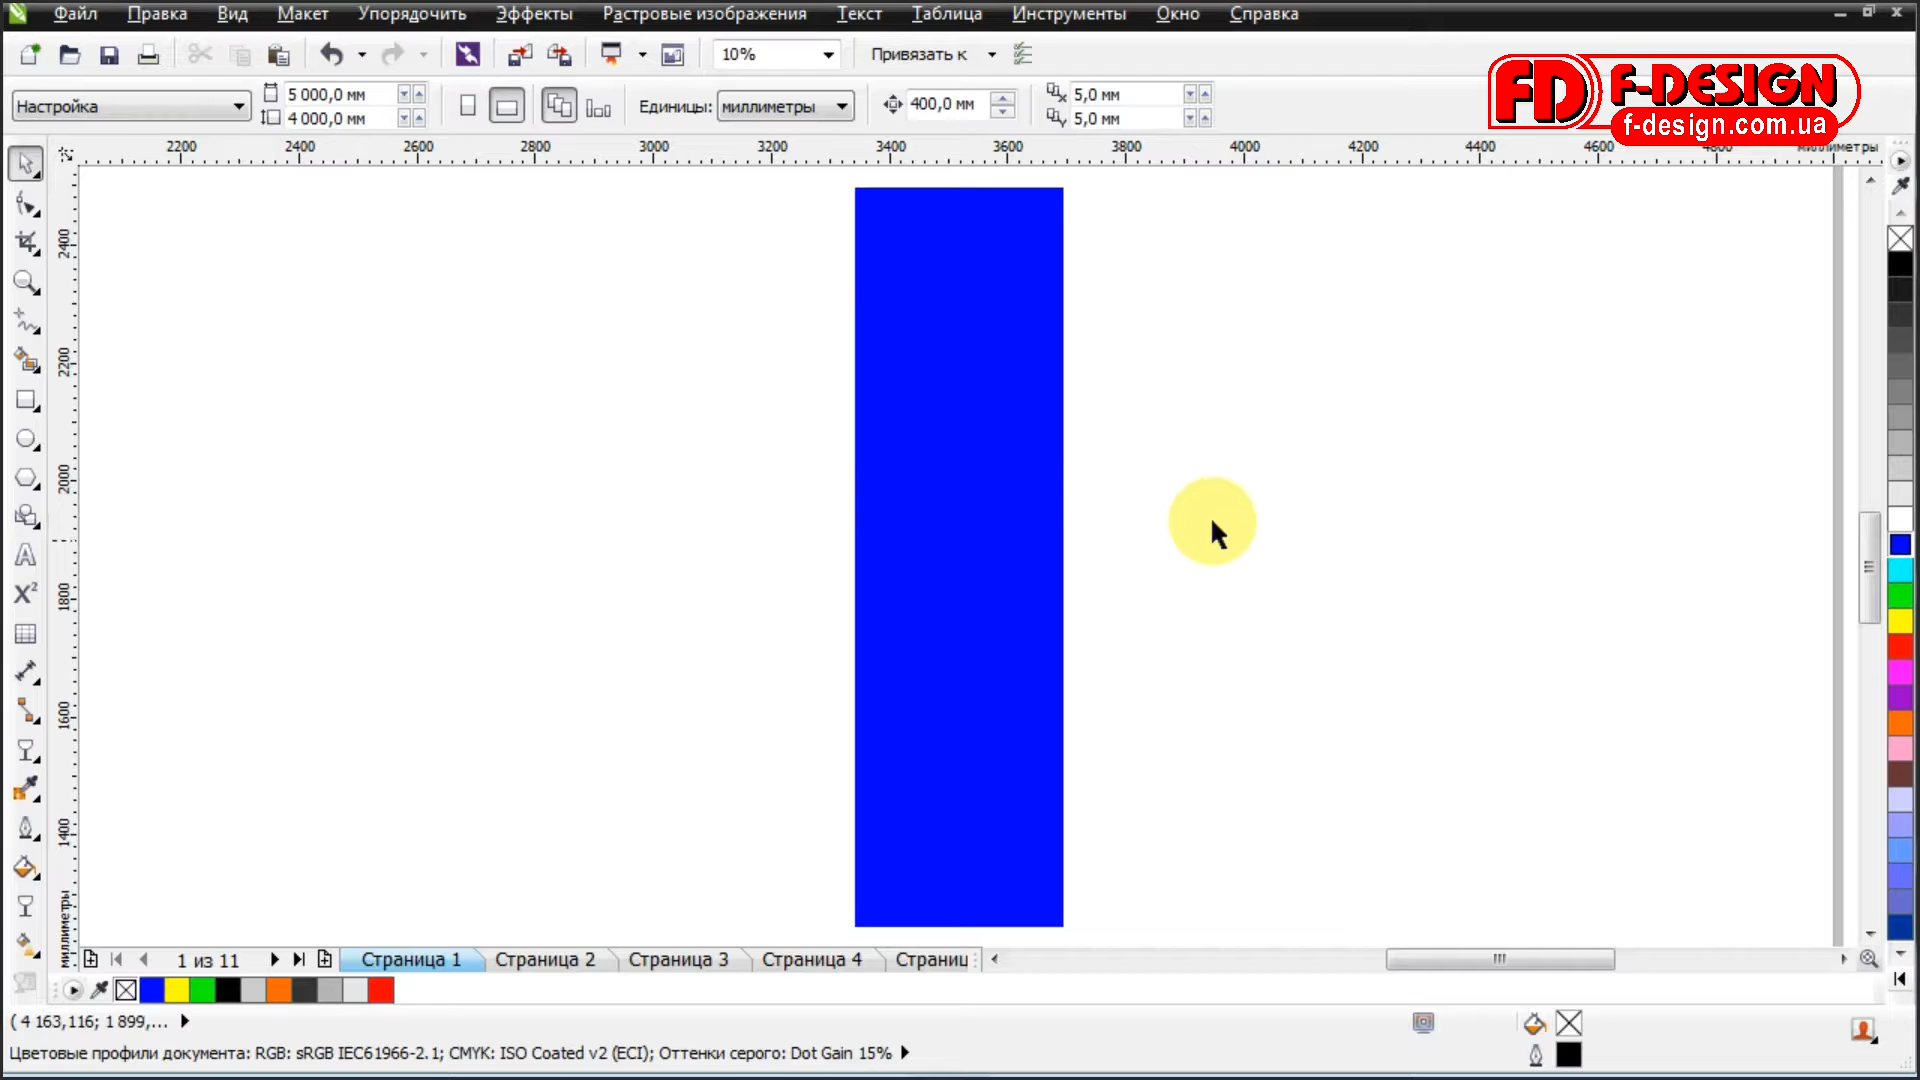 Файл Правка Вид Макет Упорядочить Эффекты Растровые изображения Текст Таблица Инструменты Окно Справка
10% Привязать к
FD F-DESIGN
f-design.com.ua
Настройка 5 000,0 мм Единицы: миллиметры 400,0 мм 5,0 мм
4 000,0 мм 5,0 мм
2200 2400 2600 2800 3000 3200 3400 3600 3800 4000 4200 4400 4600 4800 миллиметры
2400
2200
2000
1800
1600
1400
миллиметры
A
X²
1 из 11 Страница 1 Страница 2 Страница 3 Страница 4 Страниц
( 4 163,116; 1 899,...
Цветовые профили документа: RGB: sRGB IEC61966-2.1; CMYK: ISO Coated v2 (ECI); Оттенки серого: Dot Gain 15%